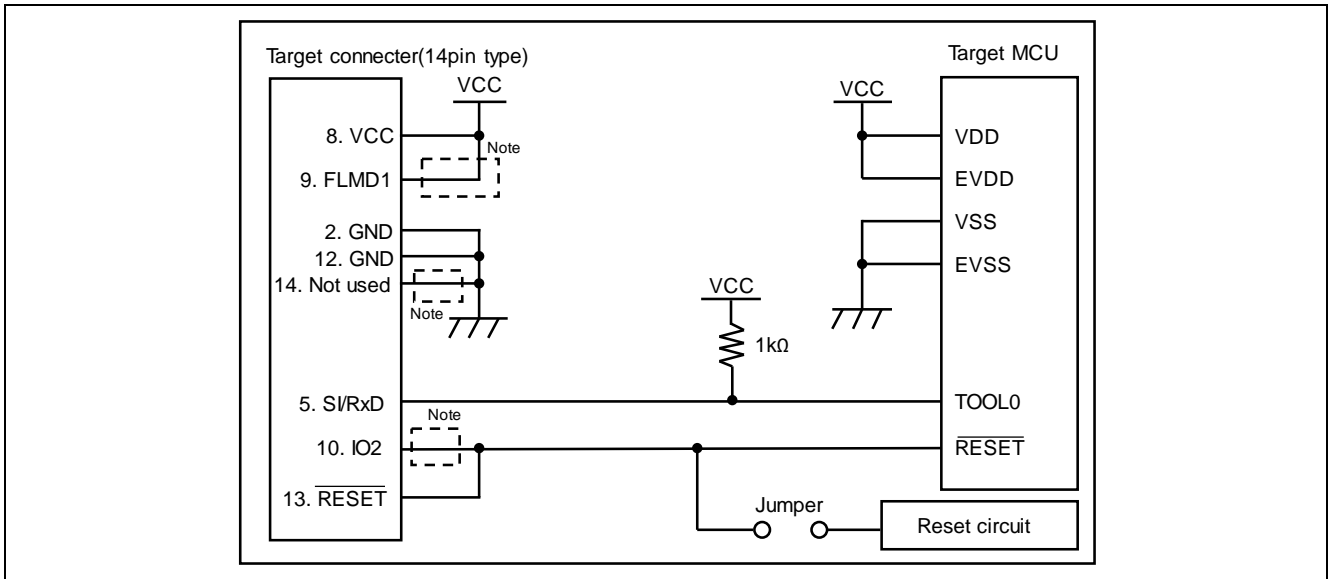 Target connecter(14pin type)
VCC
8. VCC
Note
9. FLMD1
2. GND
12. GND
14. Not used
Note
5. SI/RxD
Note
10. IO2
13. RESET
VCC
1kΩ
Jumper
Reset circuit
Target MCU
VCC
VDD
EVDD
VSS
EVSS
TOOL0
RESET